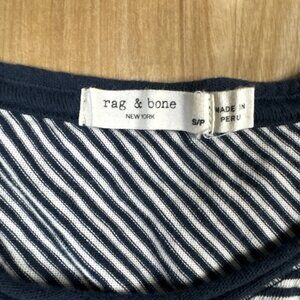 rag & bone
NEW YORK
S/P
MADE IN
PERU